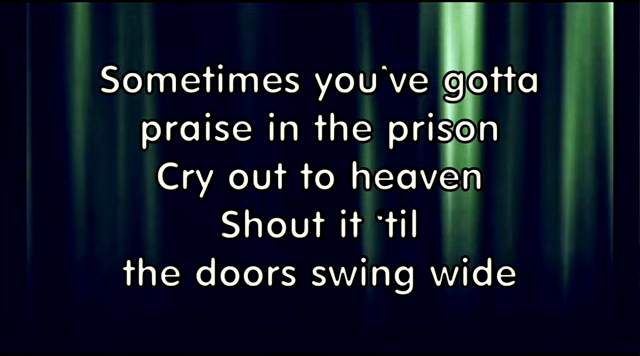 Sometimes you've gotta
praise in the prison
Cry out to heaven
Shout it 'til
the doors swing wide